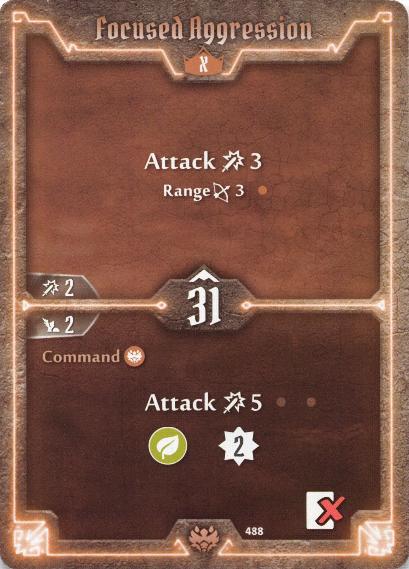 Focused Aggression
X
Attack 3
Range 3
2
31
2
Command
Attack 5
2
488